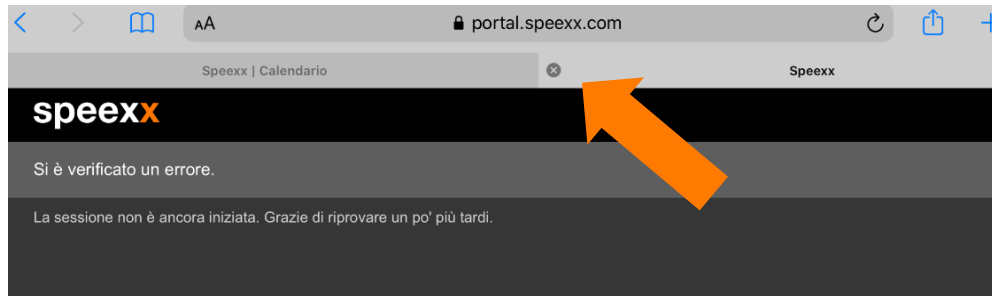 AA portal.speexx.com
Speexx | Calendario Speexx
speexx
Si è verificato un errore.
La sessione non è ancora iniziata. Grazie di riprovare un po' più tardi.